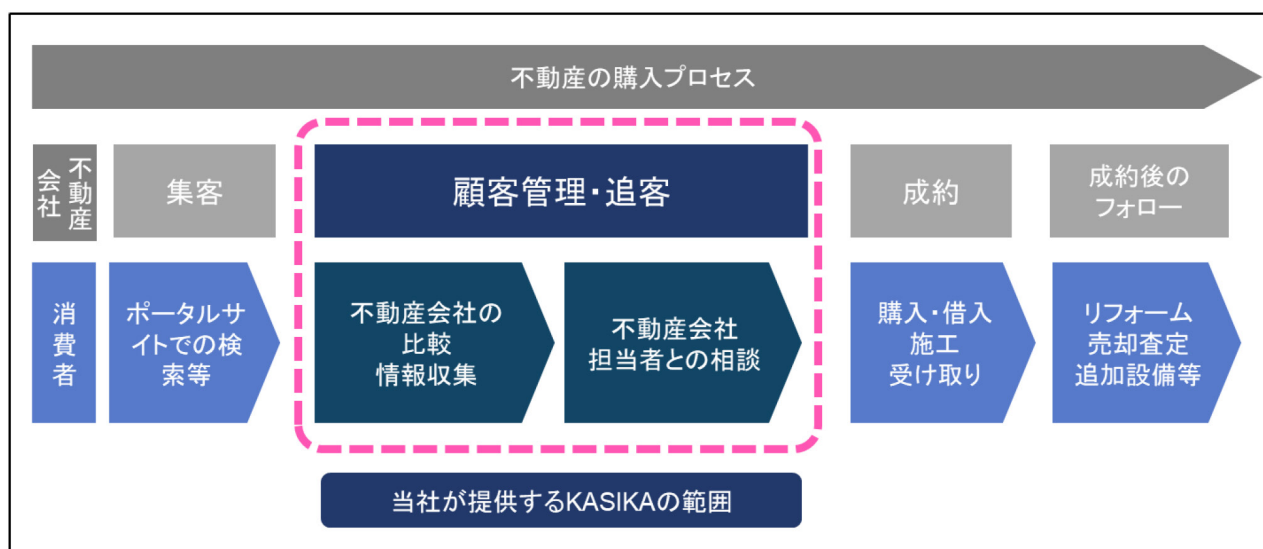 不動産の購入プロセス
不動産
会社
集客
顧客管理・追客
成約
成約後の
フォロー
消費者
ポータルサ
イトでの検
索等
不動産会社の
比較
情報収集
不動産会社
担当者との相談
購入・借入
施工
受け取り
リフォーム
売却査定
追加設備等
当社が提供するKASIKAの範囲